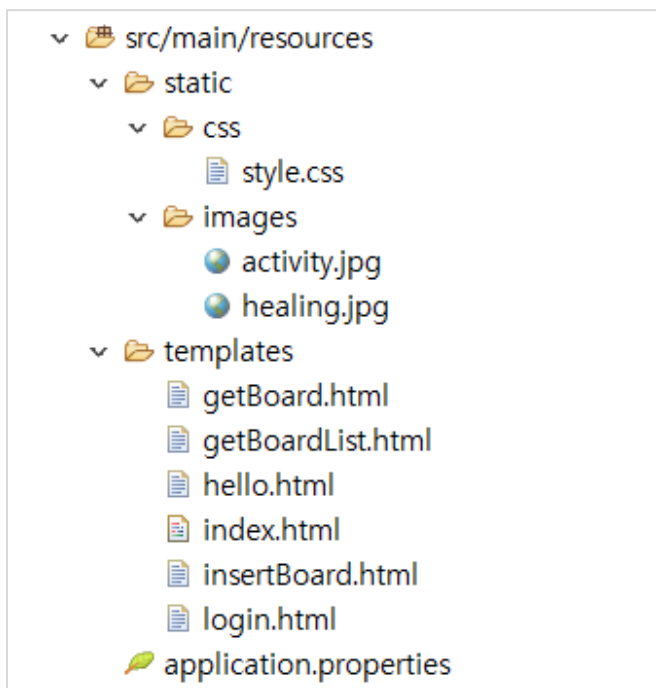 src/main/resources
static
css
style.css
images
activity.jpg
healing.jpg
templates
getBoard.html
getBoardList.html
hello.html
index.html
insertBoard.html
login.html
application.properties